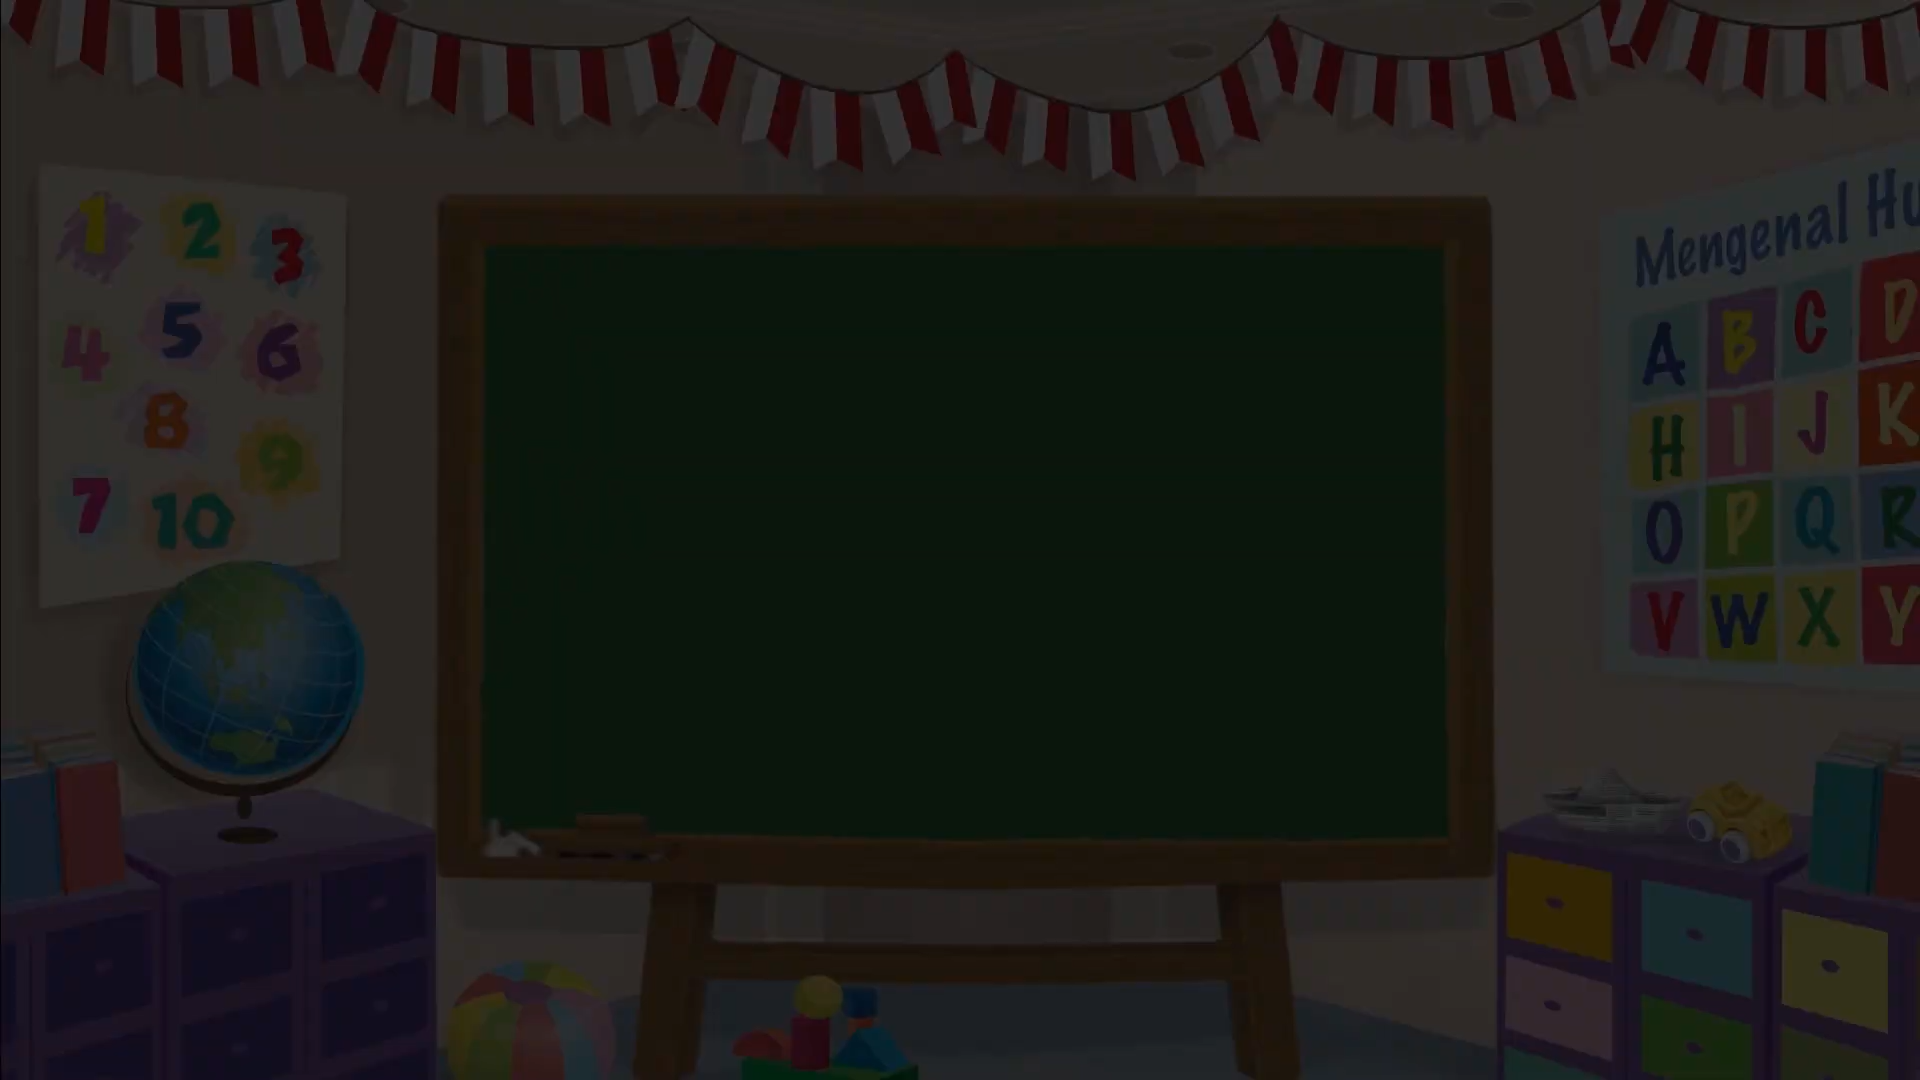 1 2 3
4 5 6
8 9
7 10
Mengenal Hu
A B C D
H I J K
O P Q R
V W X Y